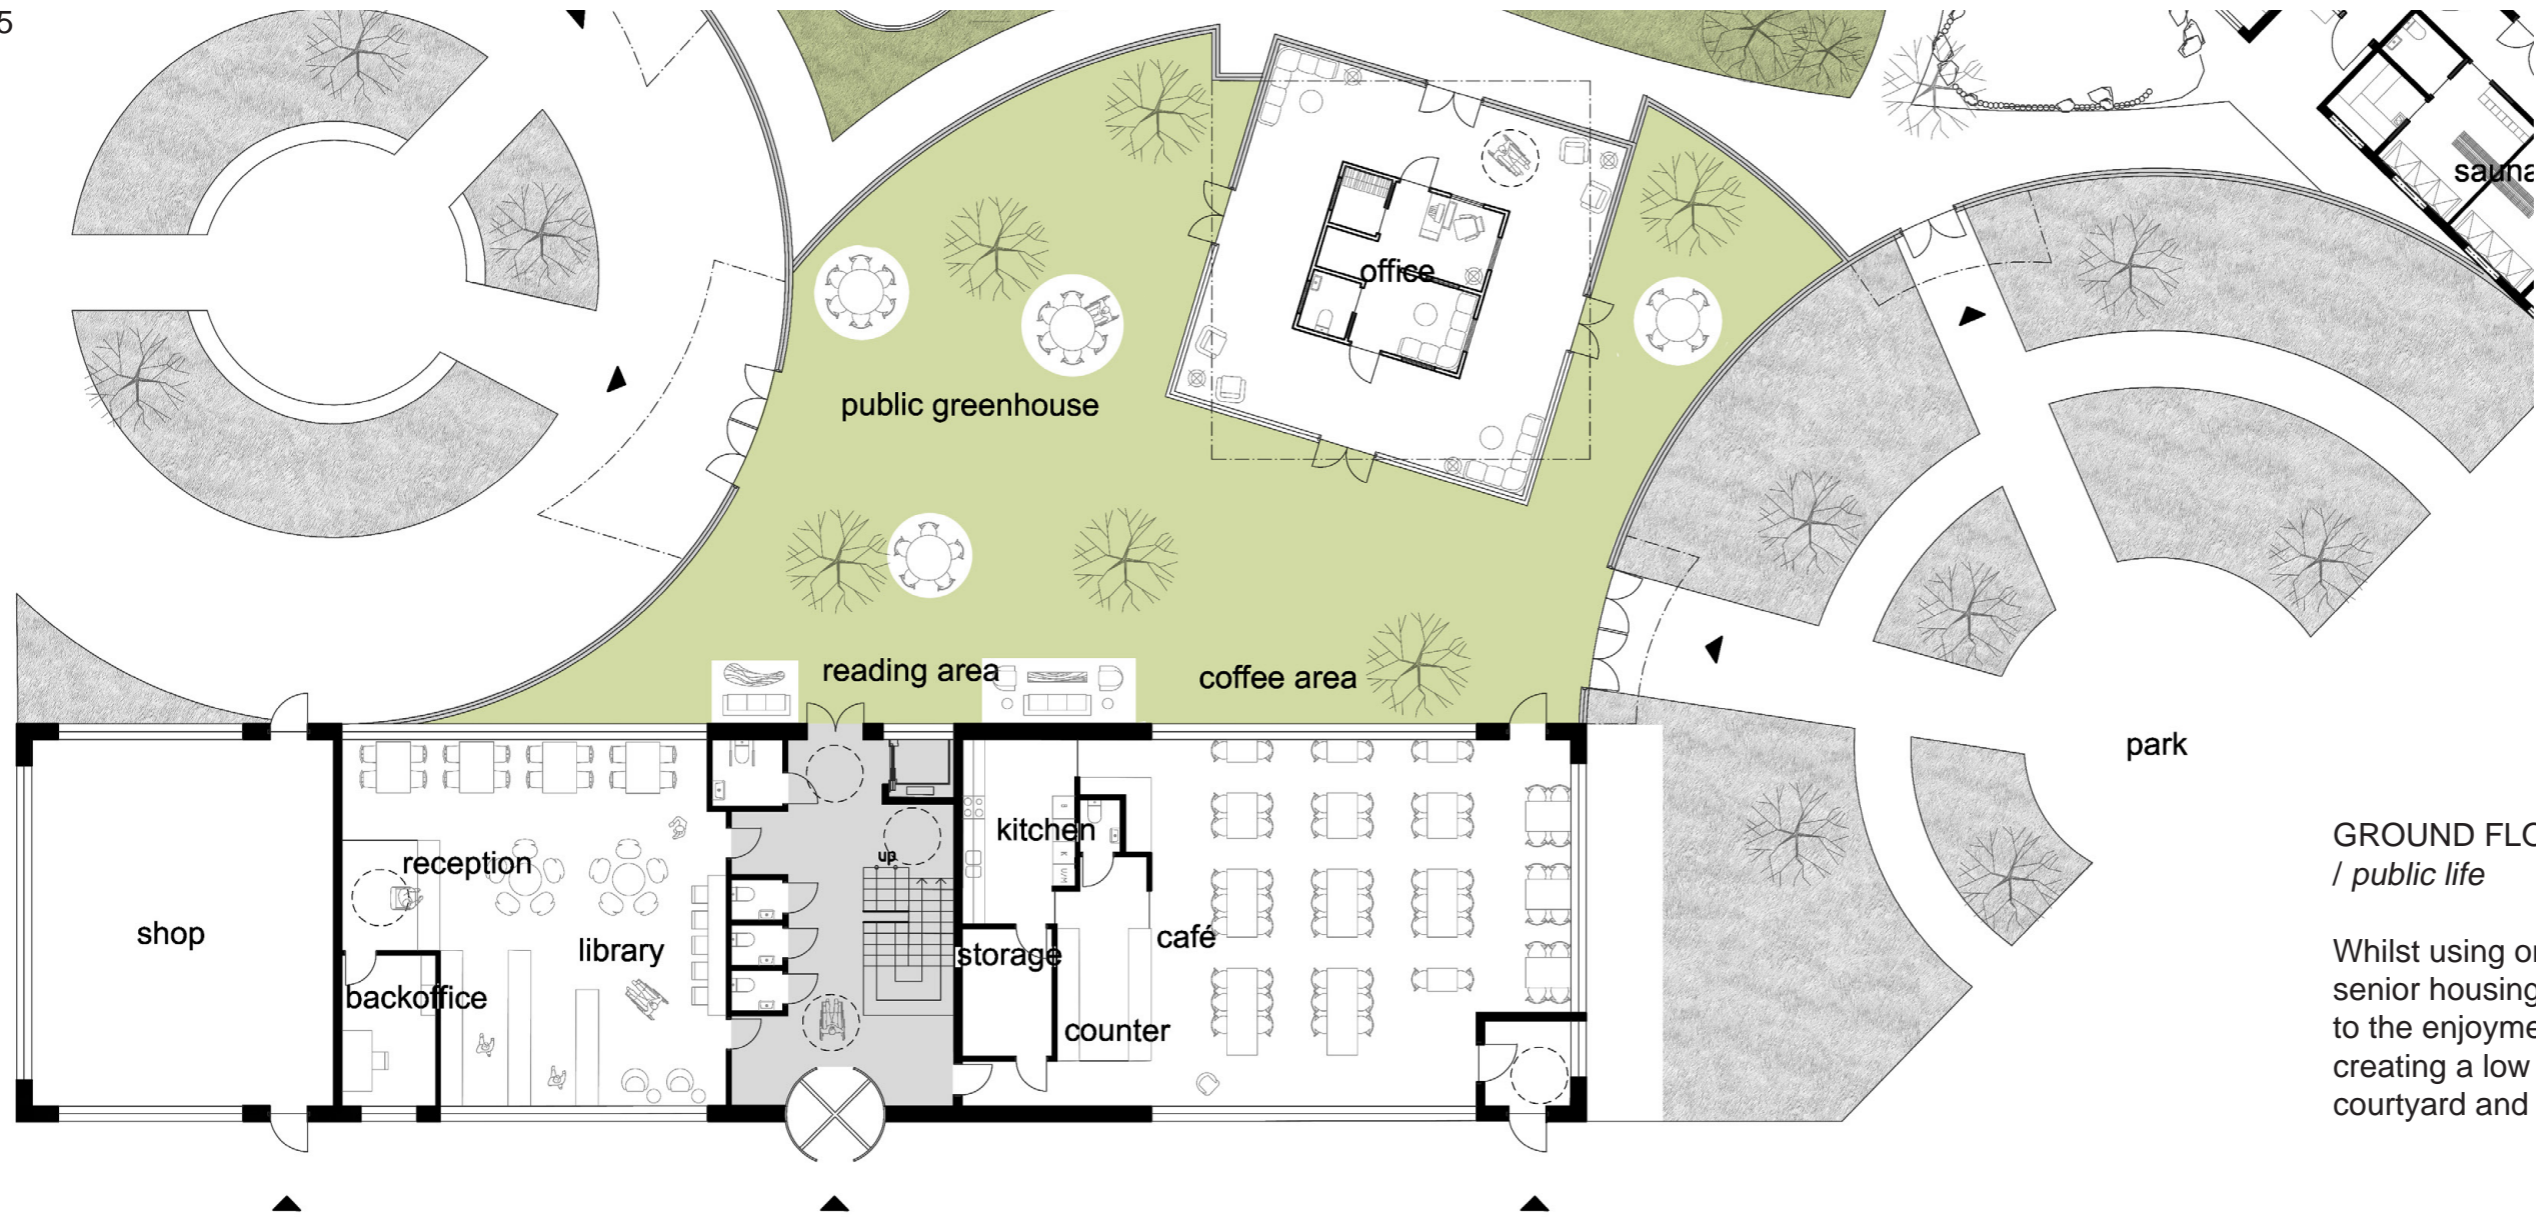 5
sauna
office
public greenhouse
reading area
coffee area
park
kitchen
up
reception
GROUND FLO
/ public life
shop
library
café
storage
backoffice
counter
Whilst using or
senior housing
to the enjoyme
creating a low
courtyard and